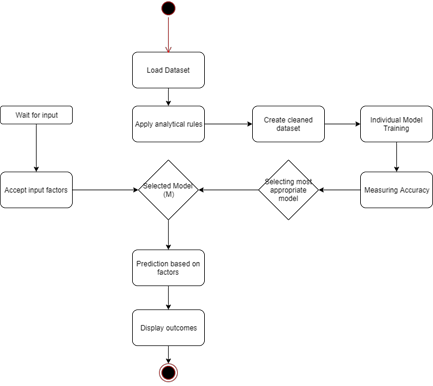 Load Dataset
Wait for input
Apply analytical rules
Create cleaned
dataset
Individual Model
Training
Accept input factors
Selected Model
(M)
Selecting most
appropriate
model
Measuring Accuracy
Prediction based on
factors
Display outcomes